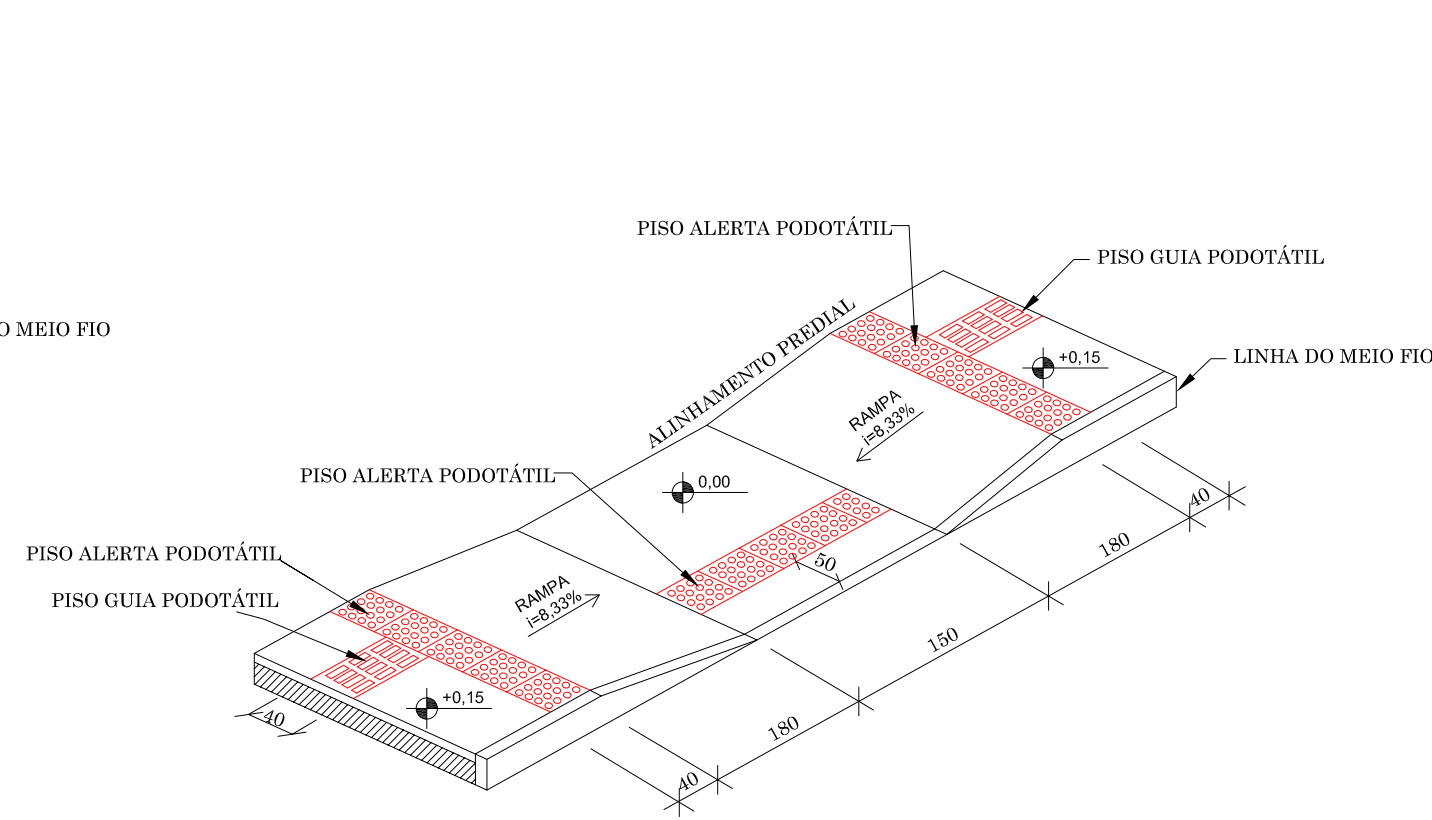 PISO ALERTA PODOTÁTIL
PISO GUIA PODOTÁTIL
O MEIO FIO
ALINHAMENTO PREDIAL
+0,15
LINHA DO MEIO FIO
RAMPA
i=8,33%
PISO ALERTA PODOTÁTIL
0,00
40
180
PISO ALERTA PODOTÁTIL
50
PISO GUIA PODOTÁTIL
RAMPA
i=8,33%
150
+0,15
40
180
40